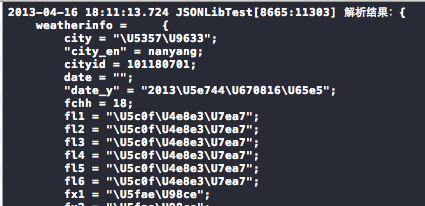 2013-04-16 18:11:13.724 JSONLibTest[8665:11303] 解析结果: {
weatherinfo = {
city = "\U5357\U9633";
"city_en" = nanyang;
cityid = 101180701;
date = "";
"date_y" = "2013\U5e744\U670816\U65e5";
fchh = 18;
fl1 = "\U5c0f\U4e8e3\U7ea7";
fl2 = "\U5c0f\U4e8e3\U7ea7";
fl3 = "\U5c0f\U4e8e3\U7ea7";
fl4 = "\U5c0f\U4e8e3\U7ea7";
fl5 = "\U5c0f\U4e8e3\U7ea7";
fl6 = "\U5c0f\U4e8e3\U7ea7";
fx1 = "\U5fae\U98ce";